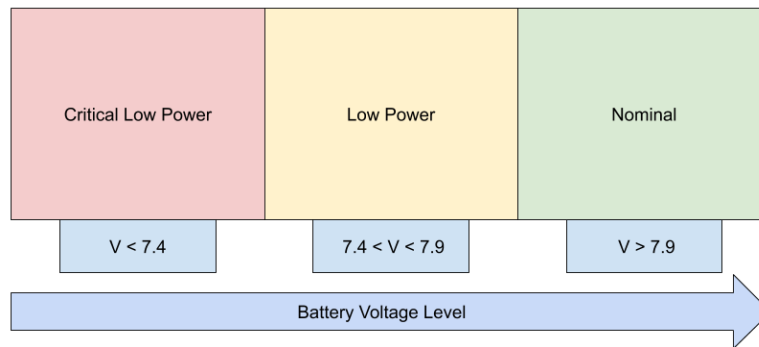 Critical Low Power
Low Power
Nominal
V < 7.4
7.4 < V < 7.9
V > 7.9
Battery Voltage Level